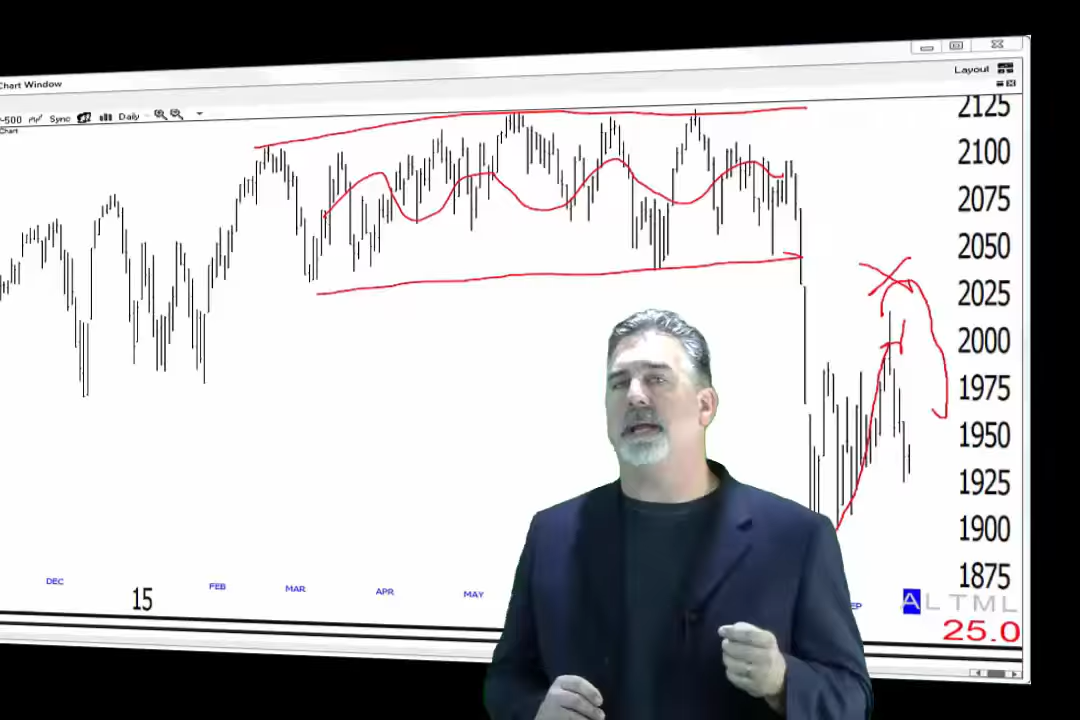 Chart Window
Layout
-500 Sync Daily
Chart
2125
2100
2075
2050
2025
2000
1975
1950
1925
1900
1875
DEC 15 FEB MAR APR MAY EP
ALTML
25.0